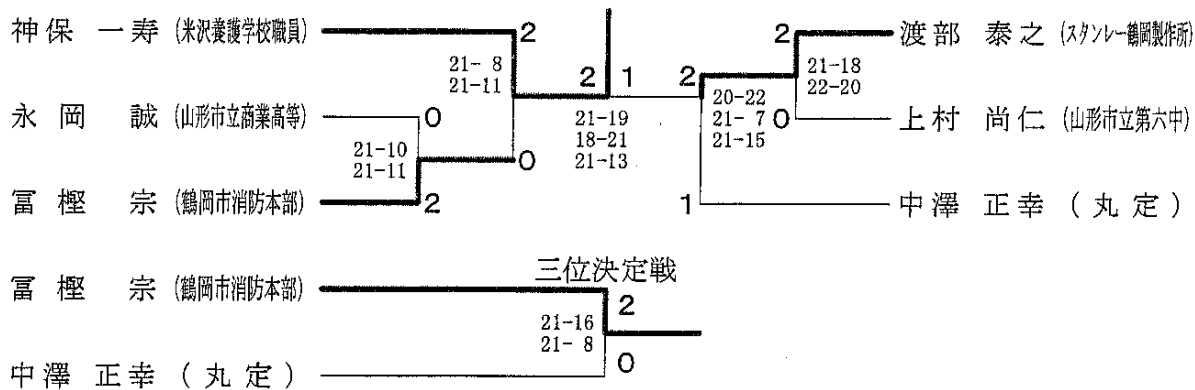 神保 一寿 (米沢養護学校職員)
2
21- 8
21-11
永岡 誠 (山形市立商業高等)
0
21-10
21-11
0
冨樫 宗 (鶴岡市消防本部)
2
2 1
21-19
18-21
21-13
2
渡部 泰之 (スタンレー鶴岡製作所)
21-18
22-20
2
20-22
21- 7
21-15
0
上村 尚仁 (山形市立第六中)
1
中澤 正幸 (丸定)
三位決定戦
冨樫 宗 (鶴岡市消防本部)
2
21-16
21- 8
0
中澤 正幸 (丸定)